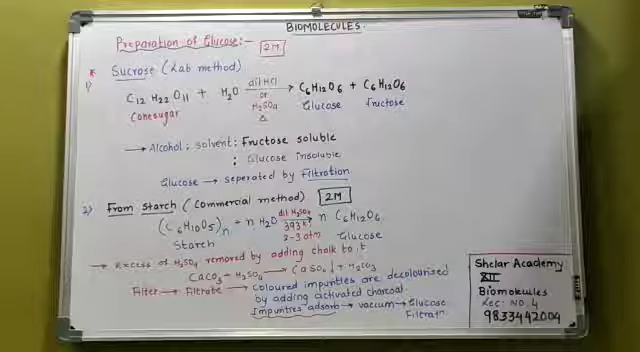 BIOMOLECULES
Preparation of Glucose:- 2M
* Sucrose (Lab method)
1) C12 H22 O11 + H2O dil HCl or H2SO4 Δ → C6H12O6 + C6H12O6
Canesugar Glucose fructose
→ Alcohol: solvent: Fructose soluble
: Glucose Insoluble
Glucose → seperated by Filtration
2) From starch (Commercial method) 2M
(C6H10O5)n + n H2O dil H2SO4 393k 2-3 atm → n C6H12O6
Starch Glucose
→ Excess of H2SO4 removed by adding chalk to it
CaCO3 + H2SO4 → CaSO4↓ + H2CO3
Filter → Filtrate → Coloured impurities are decolourised
by adding activated charcoal
Impurities adsorb → vaccum → Glucose
Filtratn
Shelar Academy
XII
Biomolecules
Lec: NO. 4
9833442004